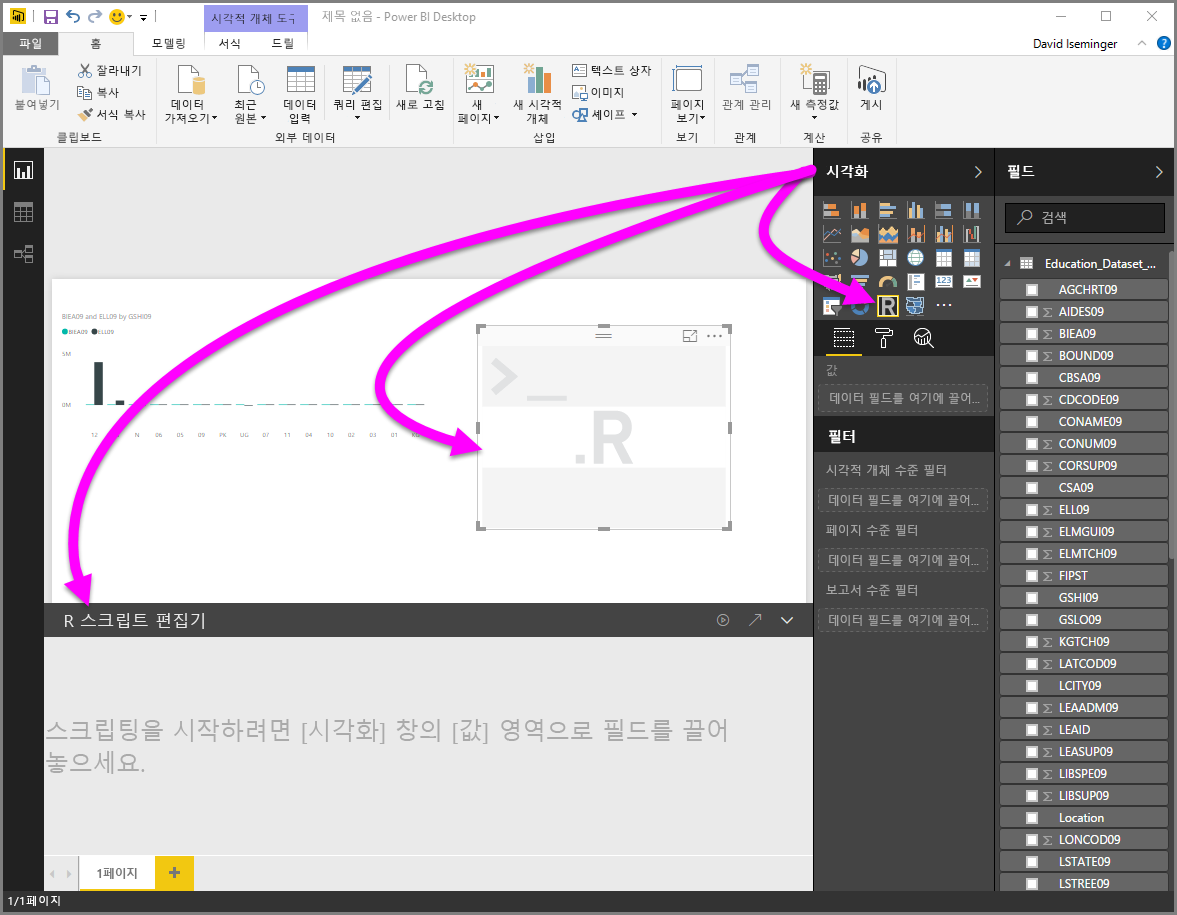 시각적 개체 도구
제목 없음 - Power BI Desktop
파일
홈
모델링
서식
드릴
David Iseminger
붙여넣기
잘라내기
복사
서식 복사
클립보드
데이터
가져오기
최근
원본
데이터
입력
쿼리 편집
새로 고침
외부 데이터
새
페이지
새 시각적
개체
텍스트 상자
이미지
셰이프
삽입
페이지
보기
보기
관계 관리
관계
새 측정값
계산
게시
공유
BIEA09 and ELL09 by GSHI09
BIEA09 ELL09
5M
0M
12 N 06 05 09 PK UG 07 11 04 10 02 03 01 KG
.R
R 스크립트 편집기
스크립팅을 시작하려면 [시각화] 창의 [값] 영역으로 필드를 끌어
놓으세요.
1페이지
1/1페이지
시각화
123
R
값
데이터 필드를 여기에 끌어...
필터
시각적 개체 수준 필터
데이터 필드를 여기에 끌어...
페이지 수준 필터
데이터 필드를 여기에 끌어...
보고서 수준 필터
데이터 필드를 여기에 끌어...
필드
검색
Education_Dataset_...
AGCHRT09
AIDES09
BIEA09
BOUND09
CBSA09
CDCODE09
CONAME09
CONUM09
CORSUP09
CSA09
ELL09
ELMGUI09
ELMTCH09
FIPST
GSHI09
GSLO09
KGTCH09
LATCOD09
LCITY09
LEAADM09
LEAID
LEASUP09
LIBSPE09
LIBSUP09
Location
LONCOD09
LSTATE09
LSTREE09